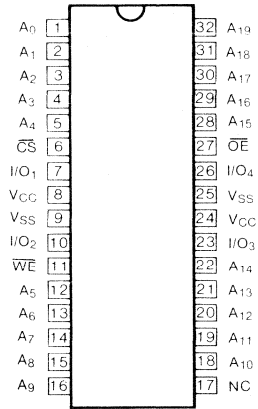 A₀ 1 32 A₁₉
A₁ 2 31 A₁₈
A₂ 3 30 A₁₇
A₃ 4 29 A₁₆
A₄ 5 28 A₁₅
C̅S̅ 6 27 O̅E̅
I/O₁ 7 26 I/O₄
VCC 8 25 VSS
VSS 9 24 VCC
I/O₂ 10 23 I/O₃
W̅E̅ 11 22 A₁₄
A₅ 12 21 A₁₃
A₆ 13 20 A₁₂
A₇ 14 19 A₁₁
A₈ 15 18 A₁₀
A₉ 16 17 NC